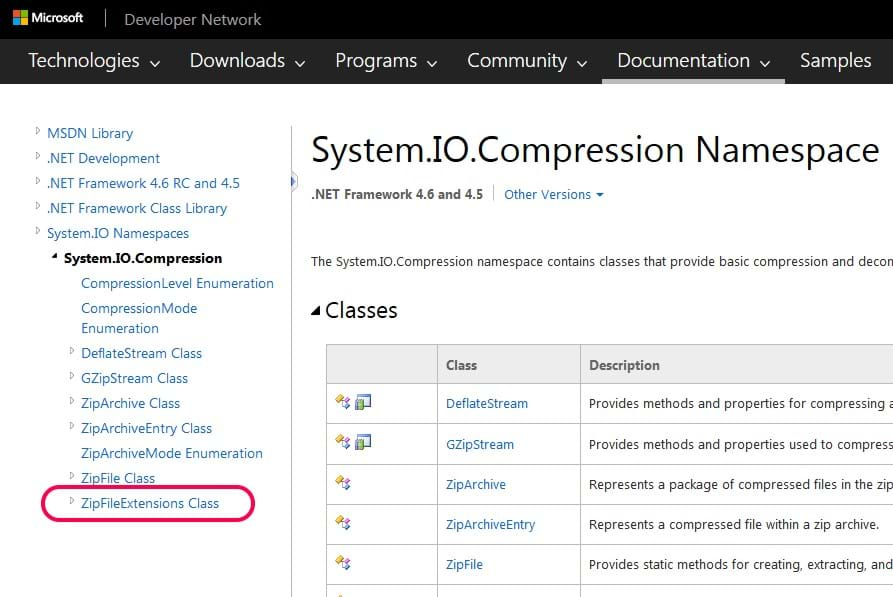 Microsoft Developer Network
Technologies Downloads Programs Community Documentation Samples
MSDN Library
.NET Development
.NET Framework 4.6 RC and 4.5
.NET Framework Class Library
System.IO Namespaces
System.IO.Compression
CompressionLevel Enumeration
CompressionMode
Enumeration
DeflateStream Class
GZipStream Class
ZipArchive Class
ZipArchiveEntry Class
ZipArchiveMode Enumeration
ZipFile Class
ZipFileExtensions Class
System.IO.Compression Namespace
.NET Framework 4.6 and 4.5 Other Versions
The System.IO.Compression namespace contains classes that provide basic compression and decon
Classes
Class Description
DeflateStream Provides methods and properties for compressing a
GZipStream Provides methods and properties used to compress
ZipArchive Represents a package of compressed files in the zip
ZipArchiveEntry Represents a compressed file within a zip archive.
ZipFile Provides static methods for creating, extracting, and